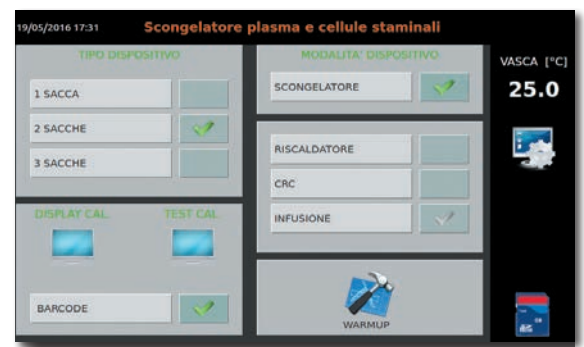 19/05/2016 17:31
Scongelatore plasma e cellule staminali
TIPO DISPOSITIVO
1 SACCA
2 SACCHE
3 SACCHE
DISPLAY CAL.
TEST CAL.
BARCODE
MODALITA' DISPOSITIVO
SCONGELATORE
RISCALDATORE
CRC
INFUSIONE
WARMUP
VASCA [°C]
25.0